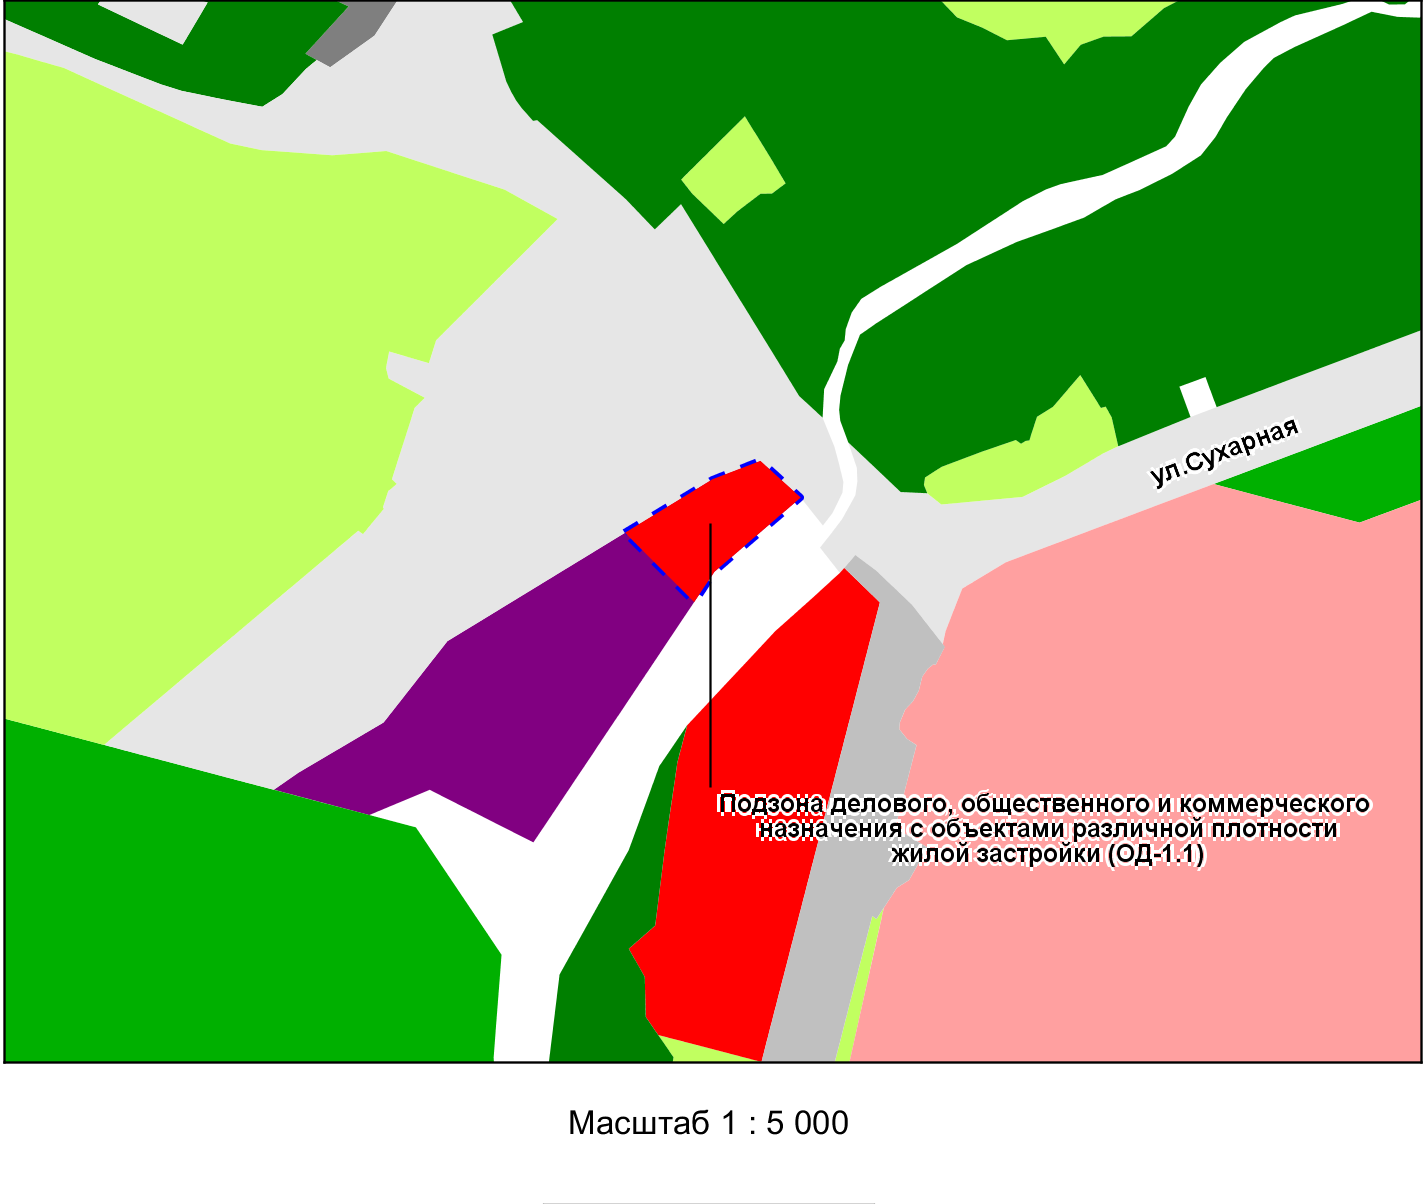 ул.Сухарная
Подзона делового, общественного и коммерческого
назначения с объектами различной плотности
жилой застройки (ОД-1.1)
Масштаб 1 : 5 000